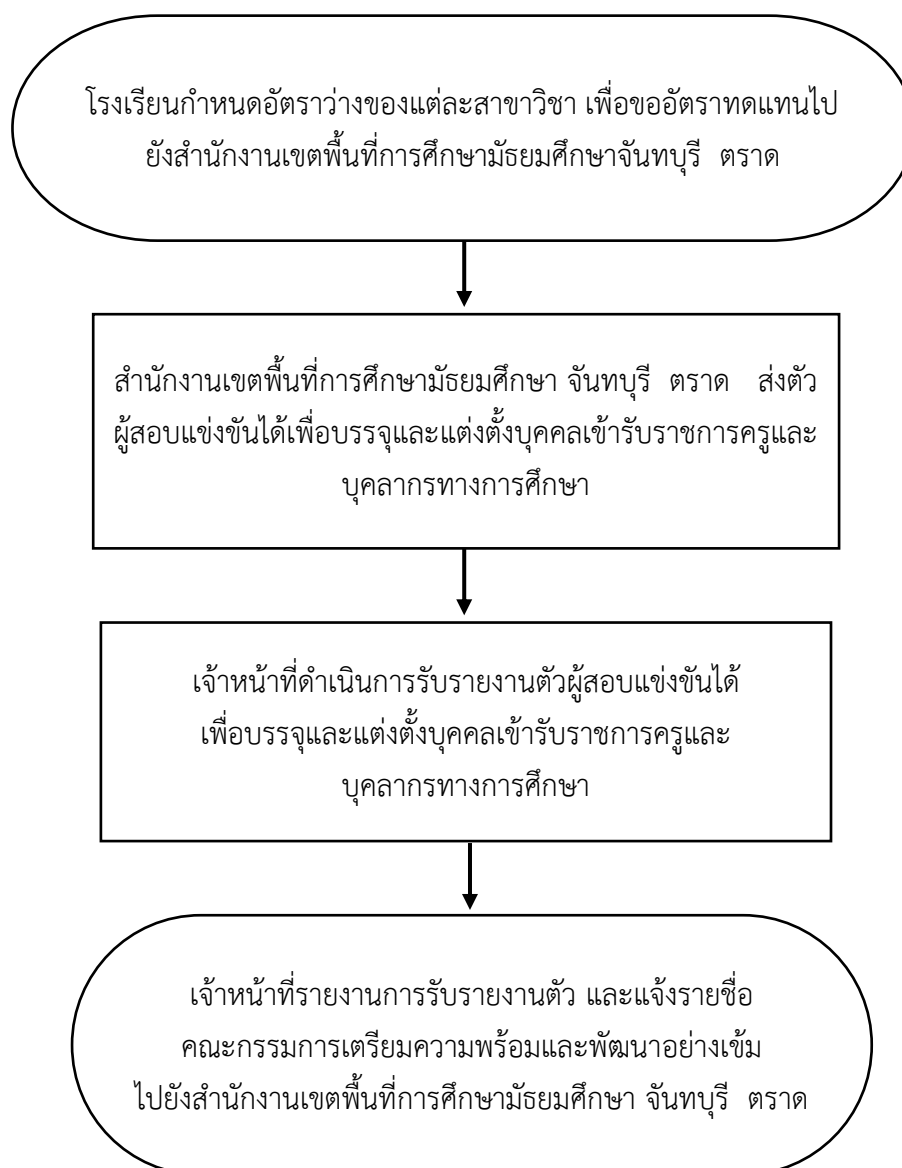 โรงเรียนกำหนดอัตราว่างของแต่ละสาขาวิชา เพื่อขออัตราทดแทนไป
ยังสำนักงานเขตพื้นที่การศึกษามัธยมศึกษาจันทบุรี ตราด
สำนักงานเขตพื้นที่การศึกษามัธยมศึกษา จันทบุรี ตราด ส่งตัว
ผู้สอบแข่งขันได้เพื่อบรรจุและแต่งตั้งบุคคลเข้ารับราชการครูและ
บุคลากรทางการศึกษา
เจ้าหน้าที่ดำเนินการรับรายงานตัวผู้สอบแข่งขันได้
เพื่อบรรจุและแต่งตั้งบุคคลเข้ารับราชการครูและ
บุคลากรทางการศึกษา
เจ้าหน้าที่รายงานการรับรายงานตัว และแจ้งรายชื่อ
คณะกรรมการเตรียมความพร้อมและพัฒนาอย่างเข้ม
ไปยังสำนักงานเขตพื้นที่การศึกษามัธยมศึกษา จันทบุรี ตราด